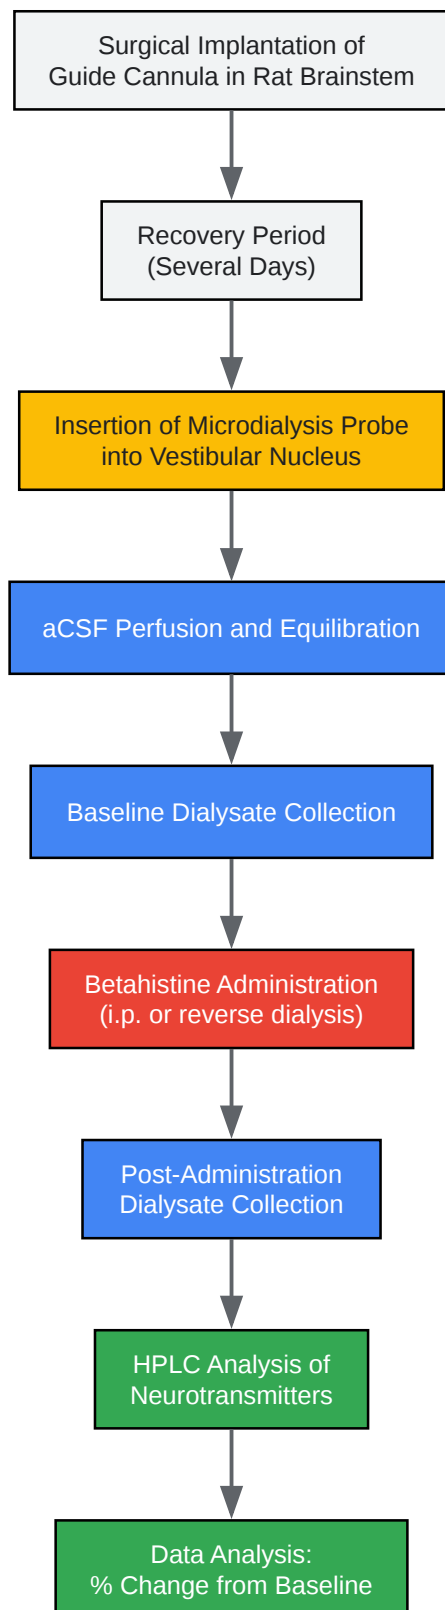 Surgical Implantation of
Guide Cannula in Rat Brainstem
Recovery Period
(Several Days)
Insertion of Microdialysis Probe
into Vestibular Nucleus
aCSF Perfusion and Equilibration
Baseline Dialysate Collection
Betahistine Administration
(i.p. or reverse dialysis)
Post-Administration
Dialysate Collection
HPLC Analysis of
Neurotransmitters
Data Analysis:
% Change from Baseline